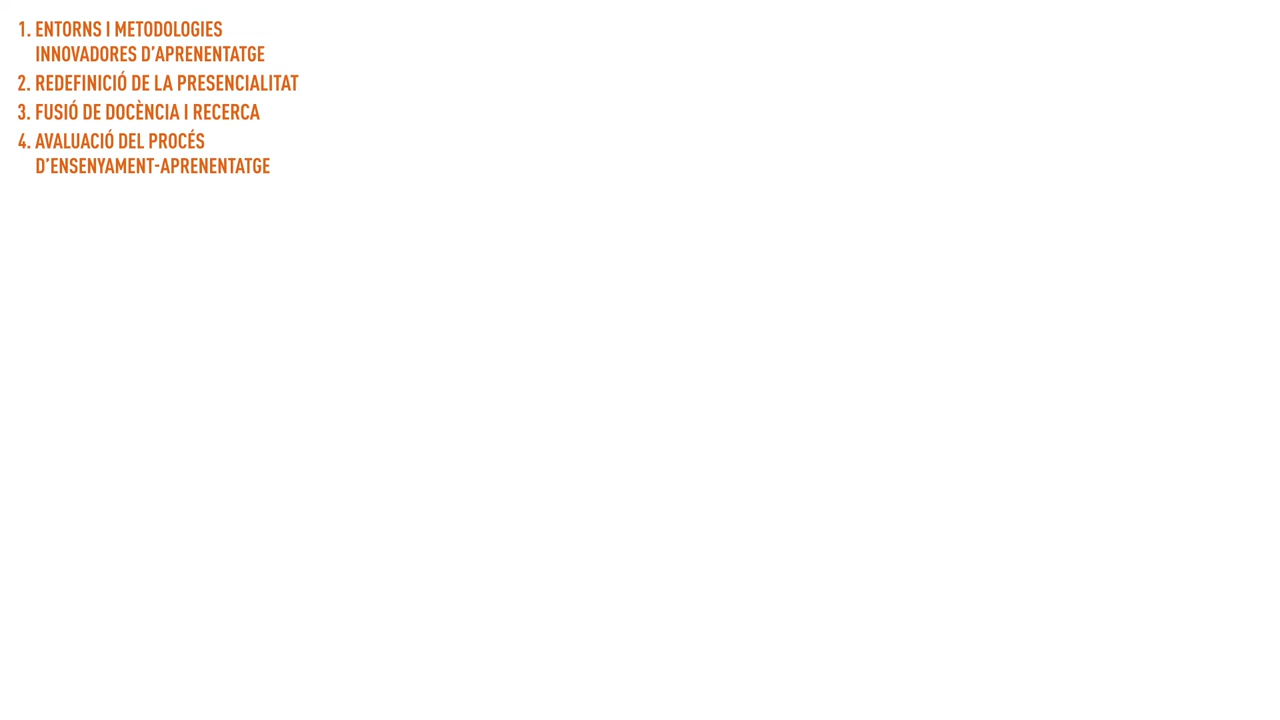 1. ENTORNS I METODOLOGIES
INNOVADORES D'APRENENTATGE
2. REDEFINICIÓ DE LA PRESENCIALITAT
3. FUSIÓ DE DOCÈNCIA I RECERCA
4. AVALUACIÓ DEL PROCÉS
D'ENSENYAMENT-APRENENTATGE